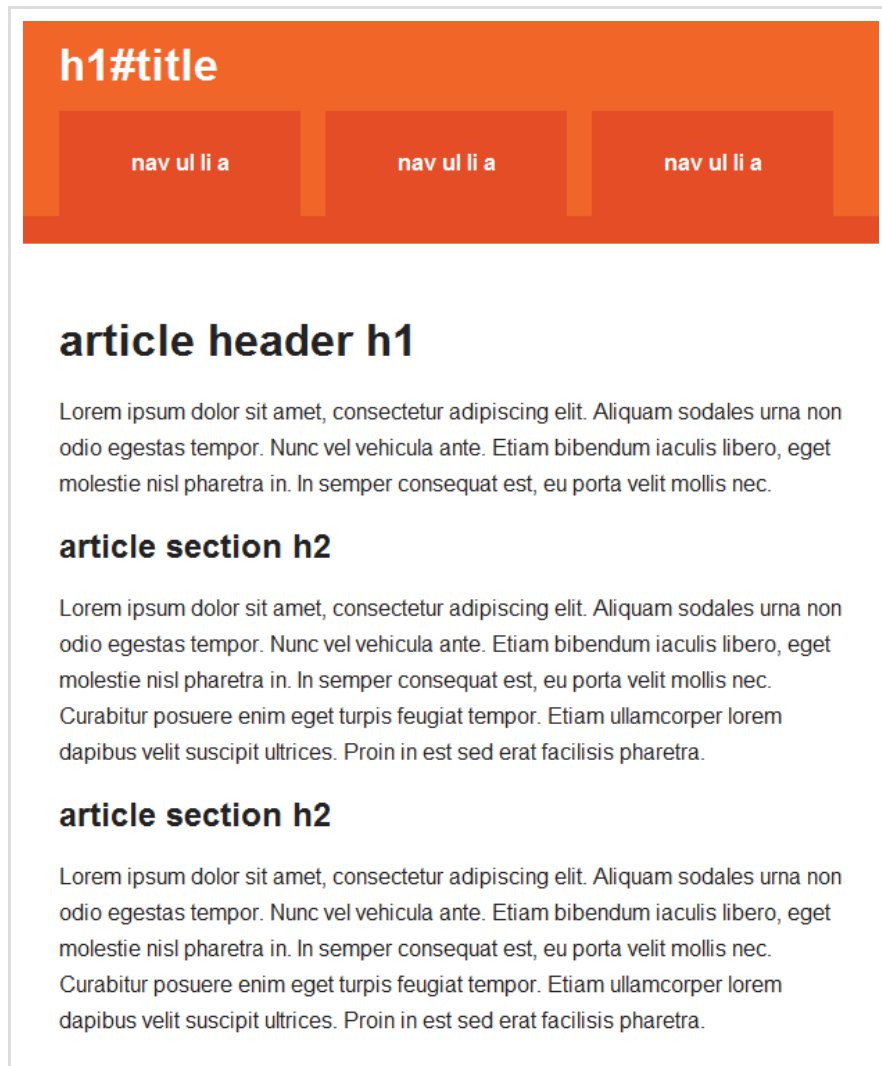 h1#title
nav ul li a
nav ul li a
nav ul li a
article header h1
Lorem ipsum dolor sit amet, consectetur adipiscing elit. Aliquam sodales urna non
odio egestas tempor. Nunc vel vehicula ante. Etiam bibendum iaculis libero, eget
molestie nisl pharetra in. In semper consequat est, eu porta velit mollis nec.
article section h2
Lorem ipsum dolor sit amet, consectetur adipiscing elit. Aliquam sodales urna non
odio egestas tempor. Nunc vel vehicula ante. Etiam bibendum iaculis libero, eget
molestie nisl pharetra in. In semper consequat est, eu porta velit mollis nec.
Curabitur posuere enim eget turpis feugiat tempor. Etiam ullamcorper lorem
dapibus velit suscipit ultrices. Proin in est sed erat facilisis pharetra.
article section h2
Lorem ipsum dolor sit amet, consectetur adipiscing elit. Aliquam sodales urna non
odio egestas tempor. Nunc vel vehicula ante. Etiam bibendum iaculis libero, eget
molestie nisl pharetra in. In semper consequat est, eu porta velit mollis nec.
Curabitur posuere enim eget turpis feugiat tempor. Etiam ullamcorper lorem
dapibus velit suscipit ultrices. Proin in est sed erat facilisis pharetra.